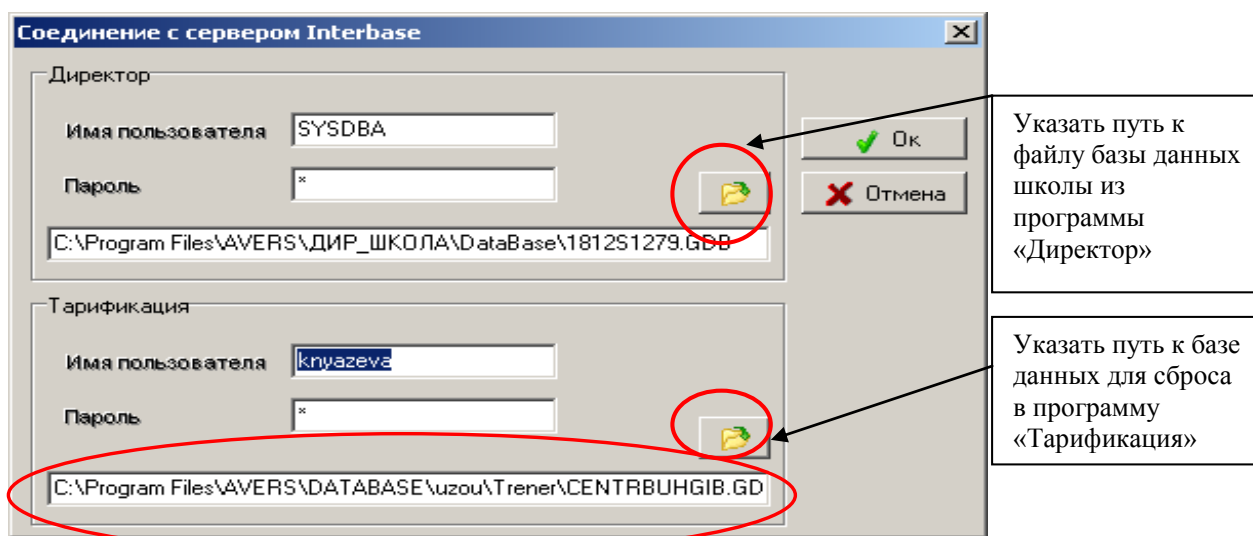 Соединение с сервером Interbase
Директор
Имя пользователя
SYSDBA
Пароль
*
C:\Program Files\AVERS\ДИР_ШКОЛА\DataBase\1812S1279.GDB
Ок
Отмена
Тарификация
Имя пользователя
knyazeva
Пароль
*
C:\Program Files\AVERS\DATABASE\uzou\Trener\CENTRBUHGIB.GD
Указать путь к
файлу базы данных
школы из
программы
«Директор»
Указать путь к базе
данных для сброса
в программу
«Тарификация»